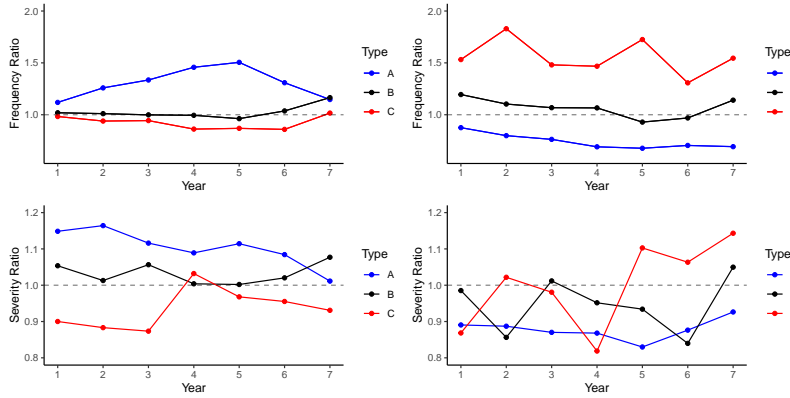 Frequency Ratio
2.0
1.5
1.0
1 2 3 4 5 6 7
Year
Type
A
B
C
Frequency Ratio
2.0
1.5
1.0
1 2 3 4 5 6 7
Year
Type
Severity Ratio
1.2
1.1
1.0
0.9
0.8
1 2 3 4 5 6 7
Year
Type
A
B
C
Severity Ratio
1.2
1.1
1.0
0.9
0.8
1 2 3 4 5 6 7
Year
Type